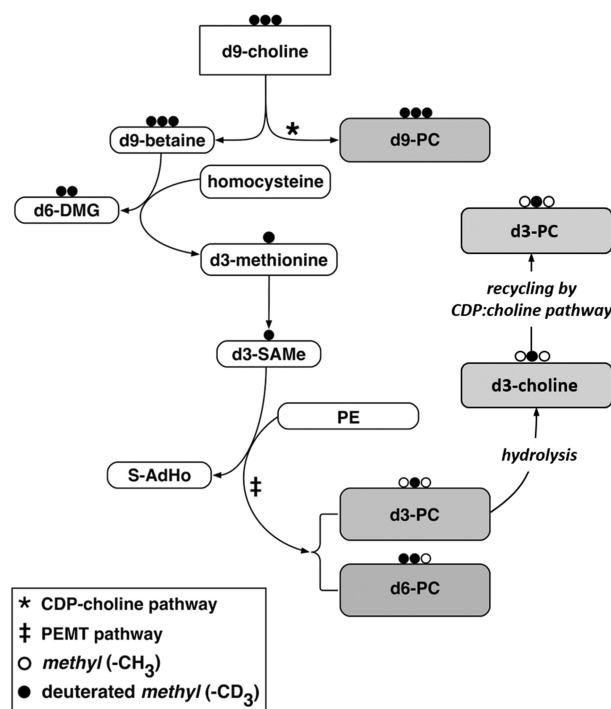 d9-choline
*
d9-betaine
d9-PC
homocysteine
d6-DMG
d3-methionine
d3-PC
recycling by
CDP:choline pathway
d3-SAMe
d3-choline
PE
S-AdHo
hydrolysis
‡
d3-PC
d6-PC
* CDP-choline pathway
‡ PEMT pathway
○ methyl (-CH₃)
● deuterated methyl (-CD₃)